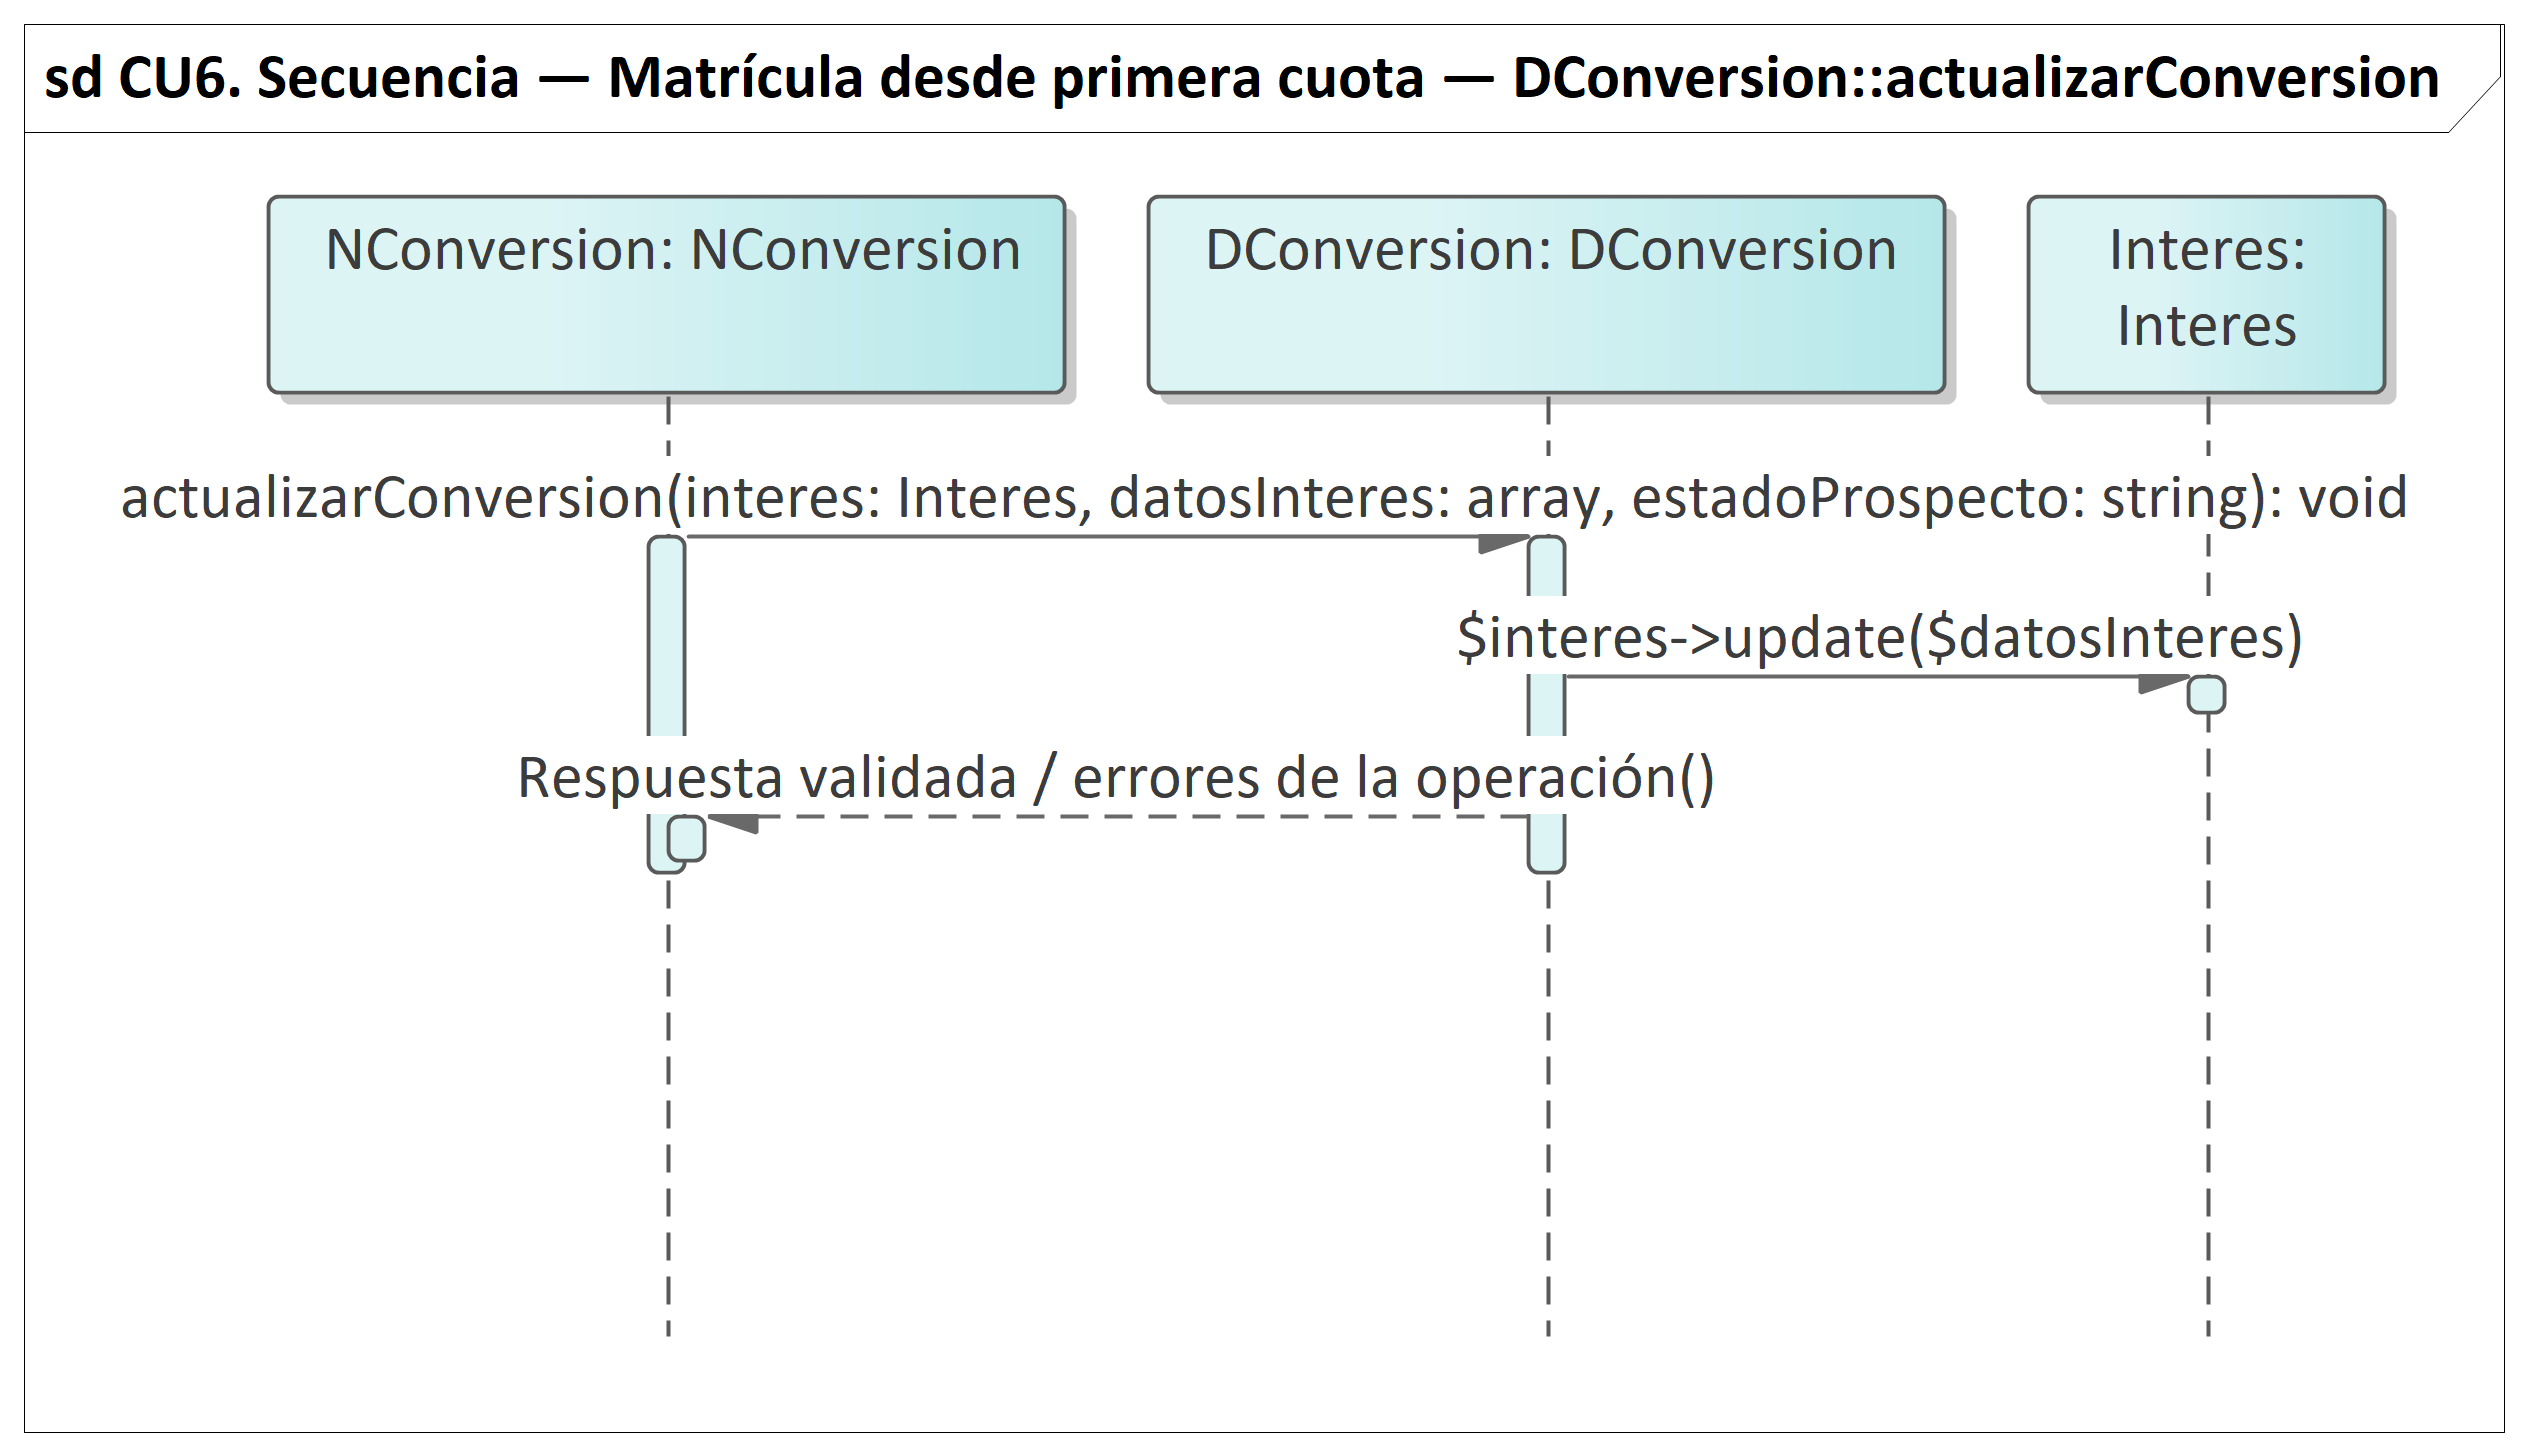 sd CU6. Secuencia — Matrícula desde primera cuota — DConversion::actualizarConversion
NConversion: NConversion
DConversion: DConversion
Interes:
Interes
actualizarConversion(interes: Interes, datosInteres: array, estadoProspecto: string): void
$interes->update($datosInteres)
Respuesta validada / errores de la operación()